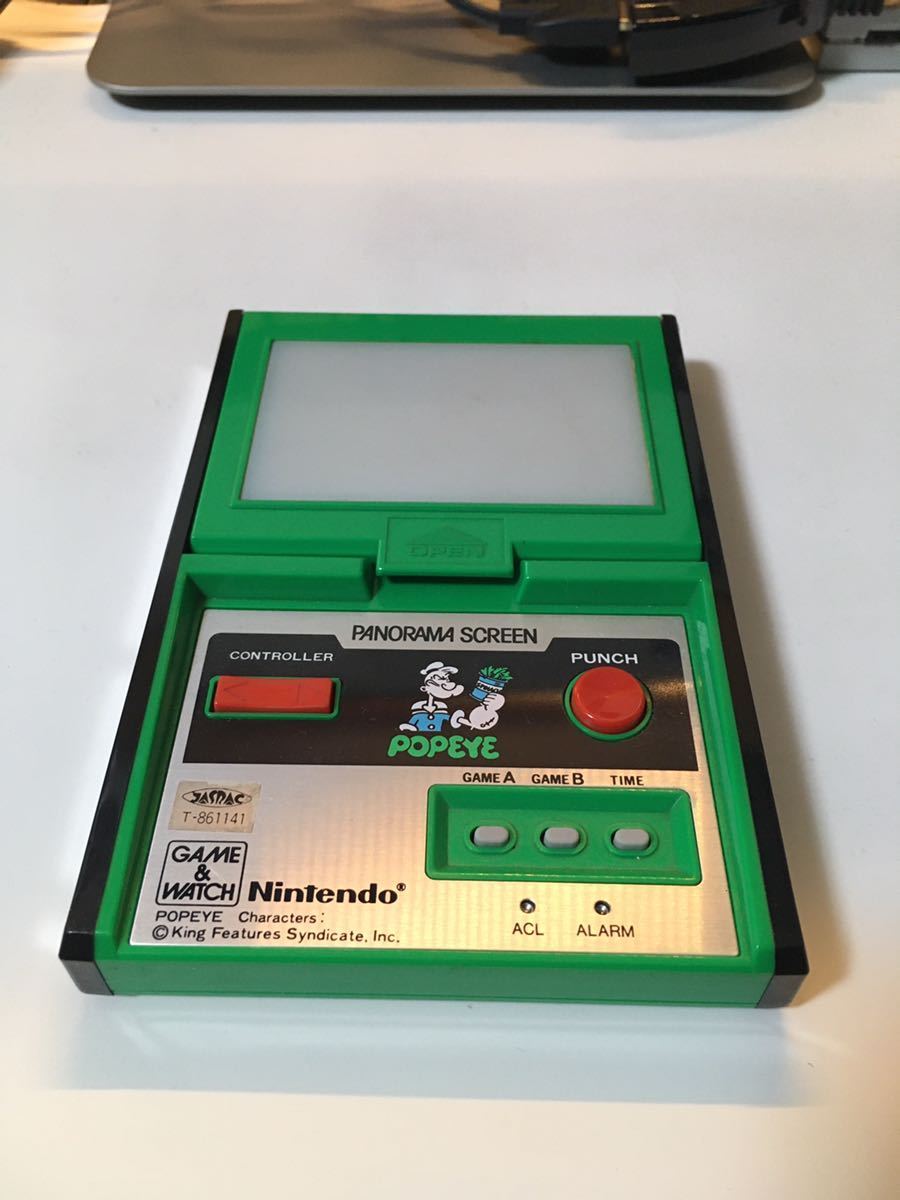 OPEN
PANORAMA SCREEN
CONTROLLER
PUNCH
POPEYE
GAME A GAME B TIME
JASRAC
T-861141
GAME
&
WATCH
Nintendo®
POPEYE Characters:
© King Features Syndicate, Inc.
ACL ALARM